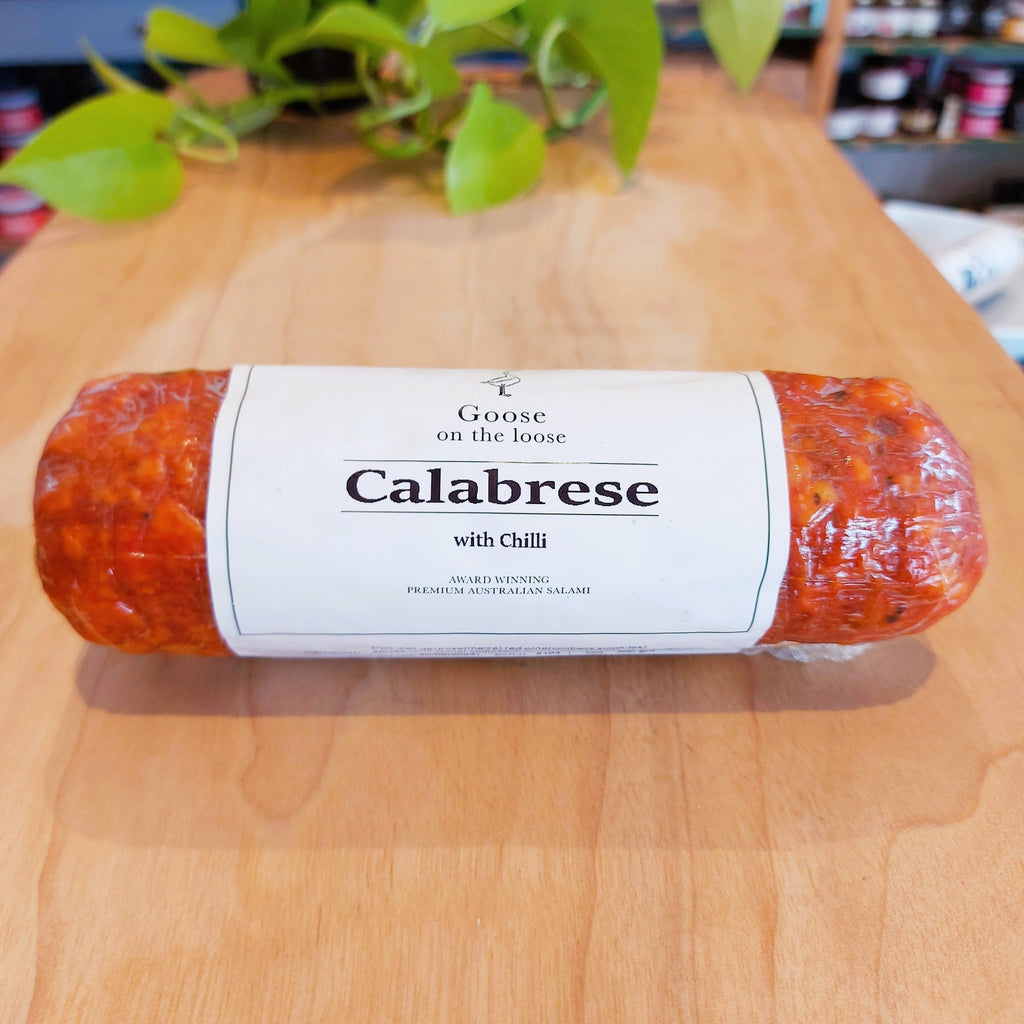 Goose
on the loose
Calabrese
with Chilli
AWARD WINNING
PREMIUM AUSTRALIAN SALAMI